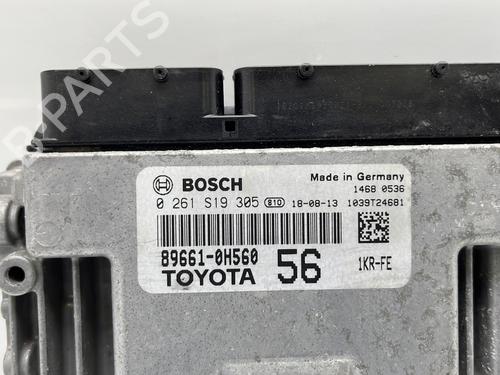 BOSCH
Made in Germany
1468 0536
0 261 S19 305 810 18-08-13 1039T24681
89661-0H560
TOYOTA 56 1KR-FE